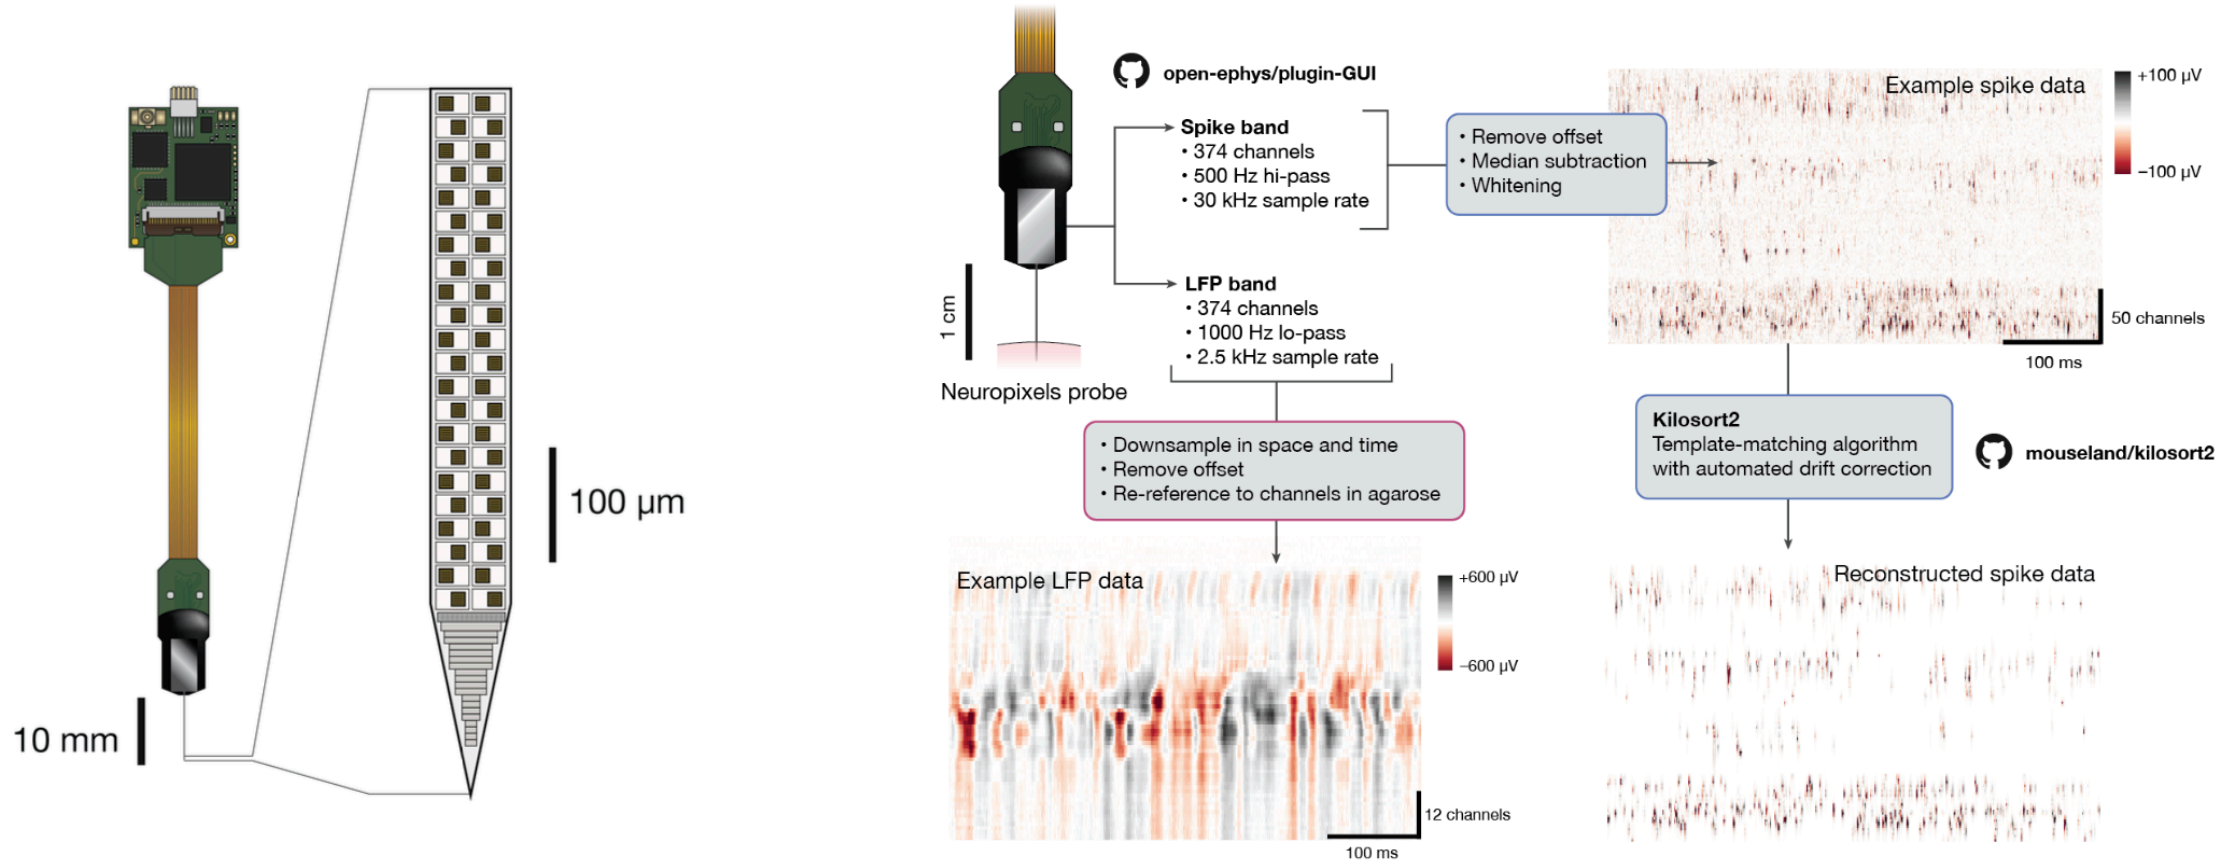 10 mm
100 µm
open-ephys/plugin-GUI
Spike band
• 374 channels
• 500 Hz hi-pass
• 30 kHz sample rate
LFP band
• 374 channels
• 1000 Hz lo-pass
• 2.5 kHz sample rate
1 cm
Neuropixels probe
• Remove offset
• Median subtraction
• Whitening
Example spike data
+100 µV
−100 µV
50 channels
100 ms
• Downsample in space and time
• Remove offset
• Re-reference to channels in agarose
Example LFP data
+600 µV
−600 µV
12 channels
100 ms
Kilosort2
Template-matching algorithm
with automated drift correction
mouseland/kilosort2
Reconstructed spike data